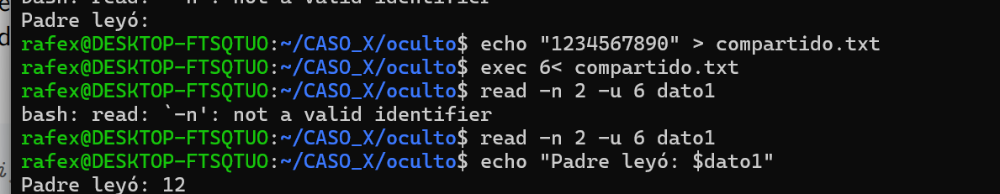 bash: read: `-n': not a valid identifier
Padre leyó:
rafex@DESKTOP-FTSQTUO:~/CASO_X/oculto$ echo "1234567890" > compartido.txt
rafex@DESKTOP-FTSQTUO:~/CASO_X/oculto$ exec 6< compartido.txt
rafex@DESKTOP-FTSQTUO:~/CASO_X/oculto$ read -n 2 -u 6 dato1
bash: read: `-n': not a valid identifier
rafex@DESKTOP-FTSQTUO:~/CASO_X/oculto$ read -n 2 -u 6 dato1
rafex@DESKTOP-FTSQTUO:~/CASO_X/oculto$ echo "Padre leyó: $dato1"
Padre leyó: 12